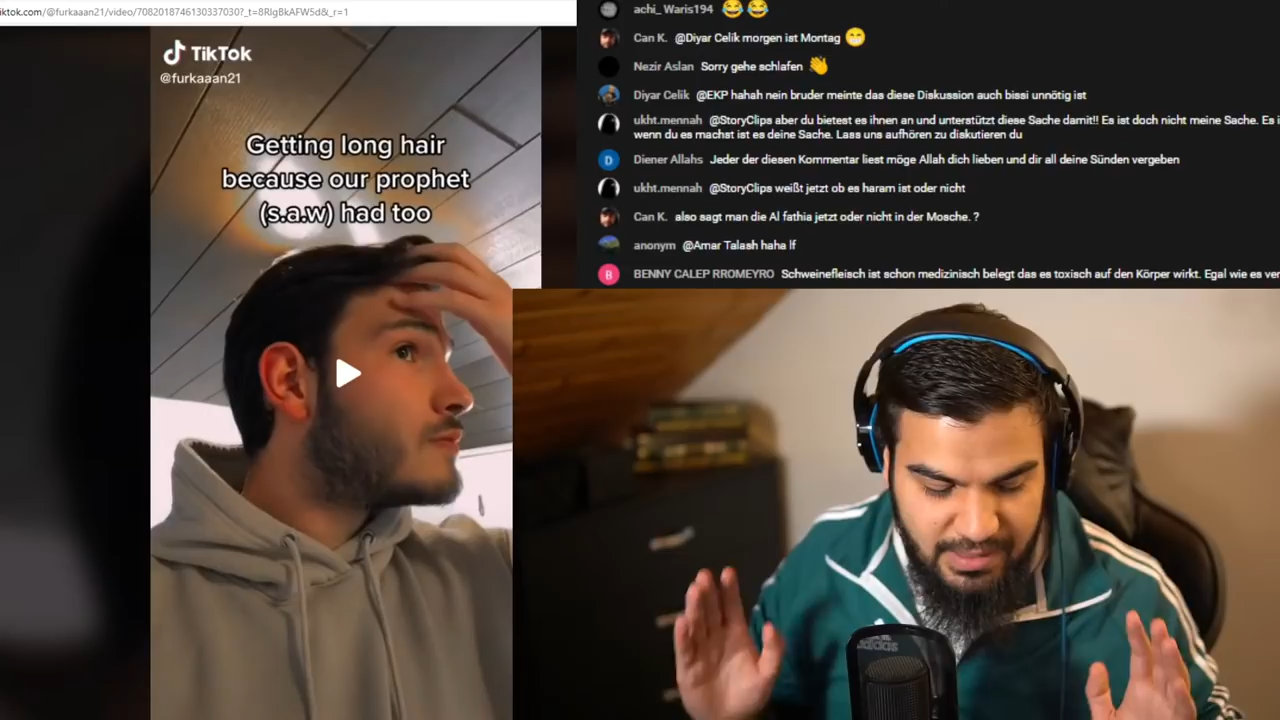 iktok.com/@furkaaan21/video/7082018746130337030?_t=8RlgBkAFW5d&_r=1
TikTok
@furkaaan21
Getting long hair
because our prophet
(s.a.w) had too
achi_Waris194 😂😂
Can K. @Diyar Celik morgen ist Montag 😁
Nezir Aslan Sorry gehe schlafen 👏
Diyar Celik @EKP hahah nein bruder meinte das diese Diskussion auch bissi unnötig ist
ukht.mennah @StoryClips aber du bietest es ihnen an und unterstützt diese Sache damit!! Es ist doch nicht meine Sache. Es i
wenn du es machst ist es deine Sache. Lass uns aufhören zu diskutieren du
D Diener Allahs Jeder der diesen Kommentar liest möge Allah dich lieben und dir all deine Sünden vergeben
ukht.mennah @StoryClips weißt jetzt ob es haram ist oder nicht
Can K. also sagt man die Al fathia jetzt oder nicht in der Mosche. ?
anonym @Amar Talash haha lf
B BENNY CALEP RROMEYRO Schweinefleisch ist schon medizinisch belegt das es toxisch auf den Körper wirkt. Egal wie es ver
adidas